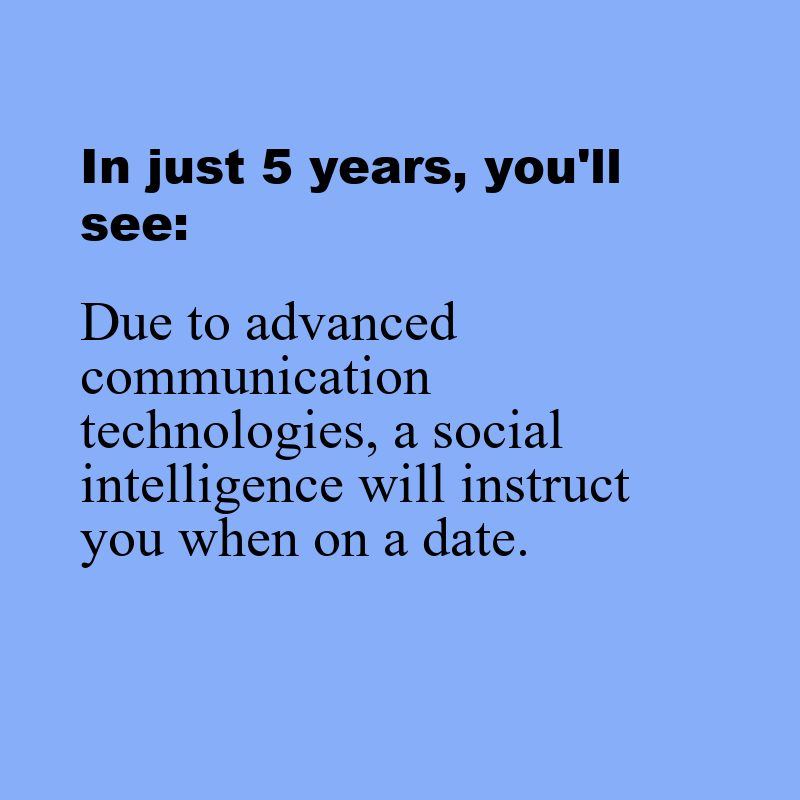 In just 5 years, you'll
see:
Due to advanced
communication
technologies, a social
intelligence will instruct
you when on a date.